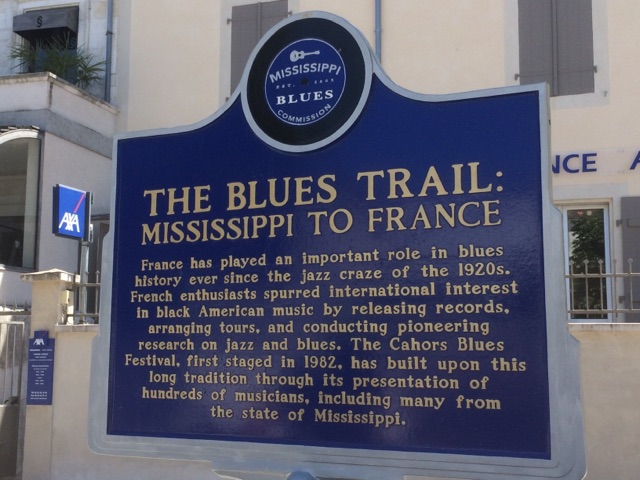 MISSISSIPPI
BLUES
COMMISSION
THE BLUES TRAIL:
MISSISSIPPI TO FRANCE
France has played an important role in blues
history ever since the jazz craze of the 1920s.
French enthusiasts spurred international interest
in black American music by releasing records,
arranging tours, and conducting pioneering
research on jazz and blues. The Cahors Blues
Festival, first staged in 1982, has built upon this
long tradition through its presentation of
hundreds of musicians, including many from
the state of Mississippi.
AXA
NCE A